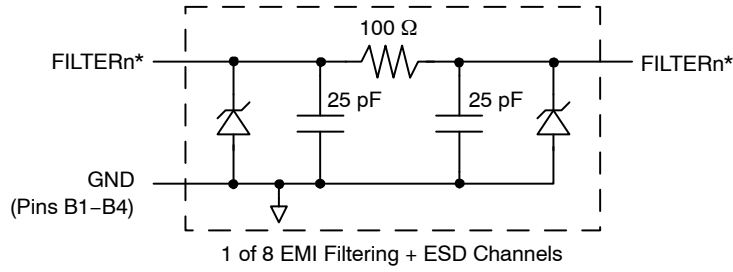 100 Ω
FILTERn*
FILTERn*
25 pF
25 pF
GND
(Pins B1−B4)
1 of 8 EMI Filtering + ESD Channels